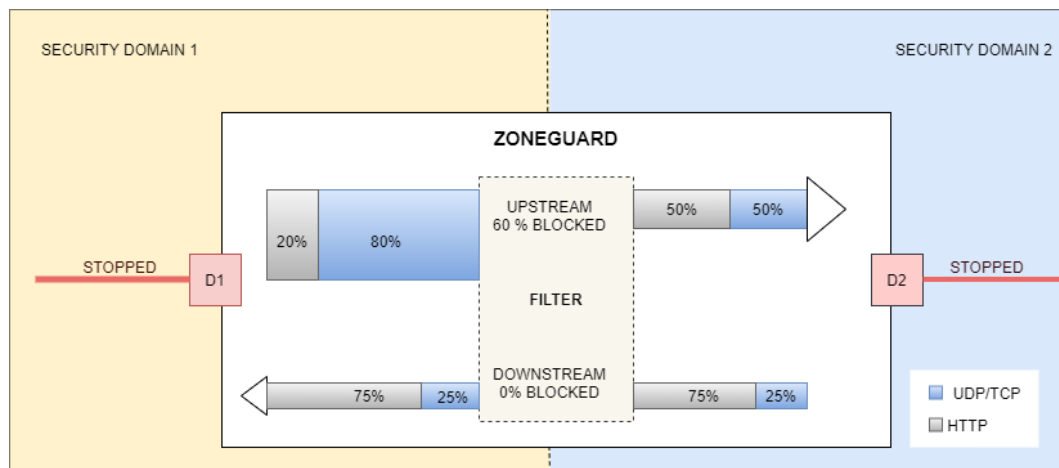 SECURITY DOMAIN 1
SECURITY DOMAIN 2
ZONEGUARD
20%
80%
UPSTREAM
60 % BLOCKED
50%
50%
STOPPED
D1
FILTER
D2
STOPPED
75%
25%
DOWNSTREAM
0% BLOCKED
75%
25%
UDP/TCP
HTTP